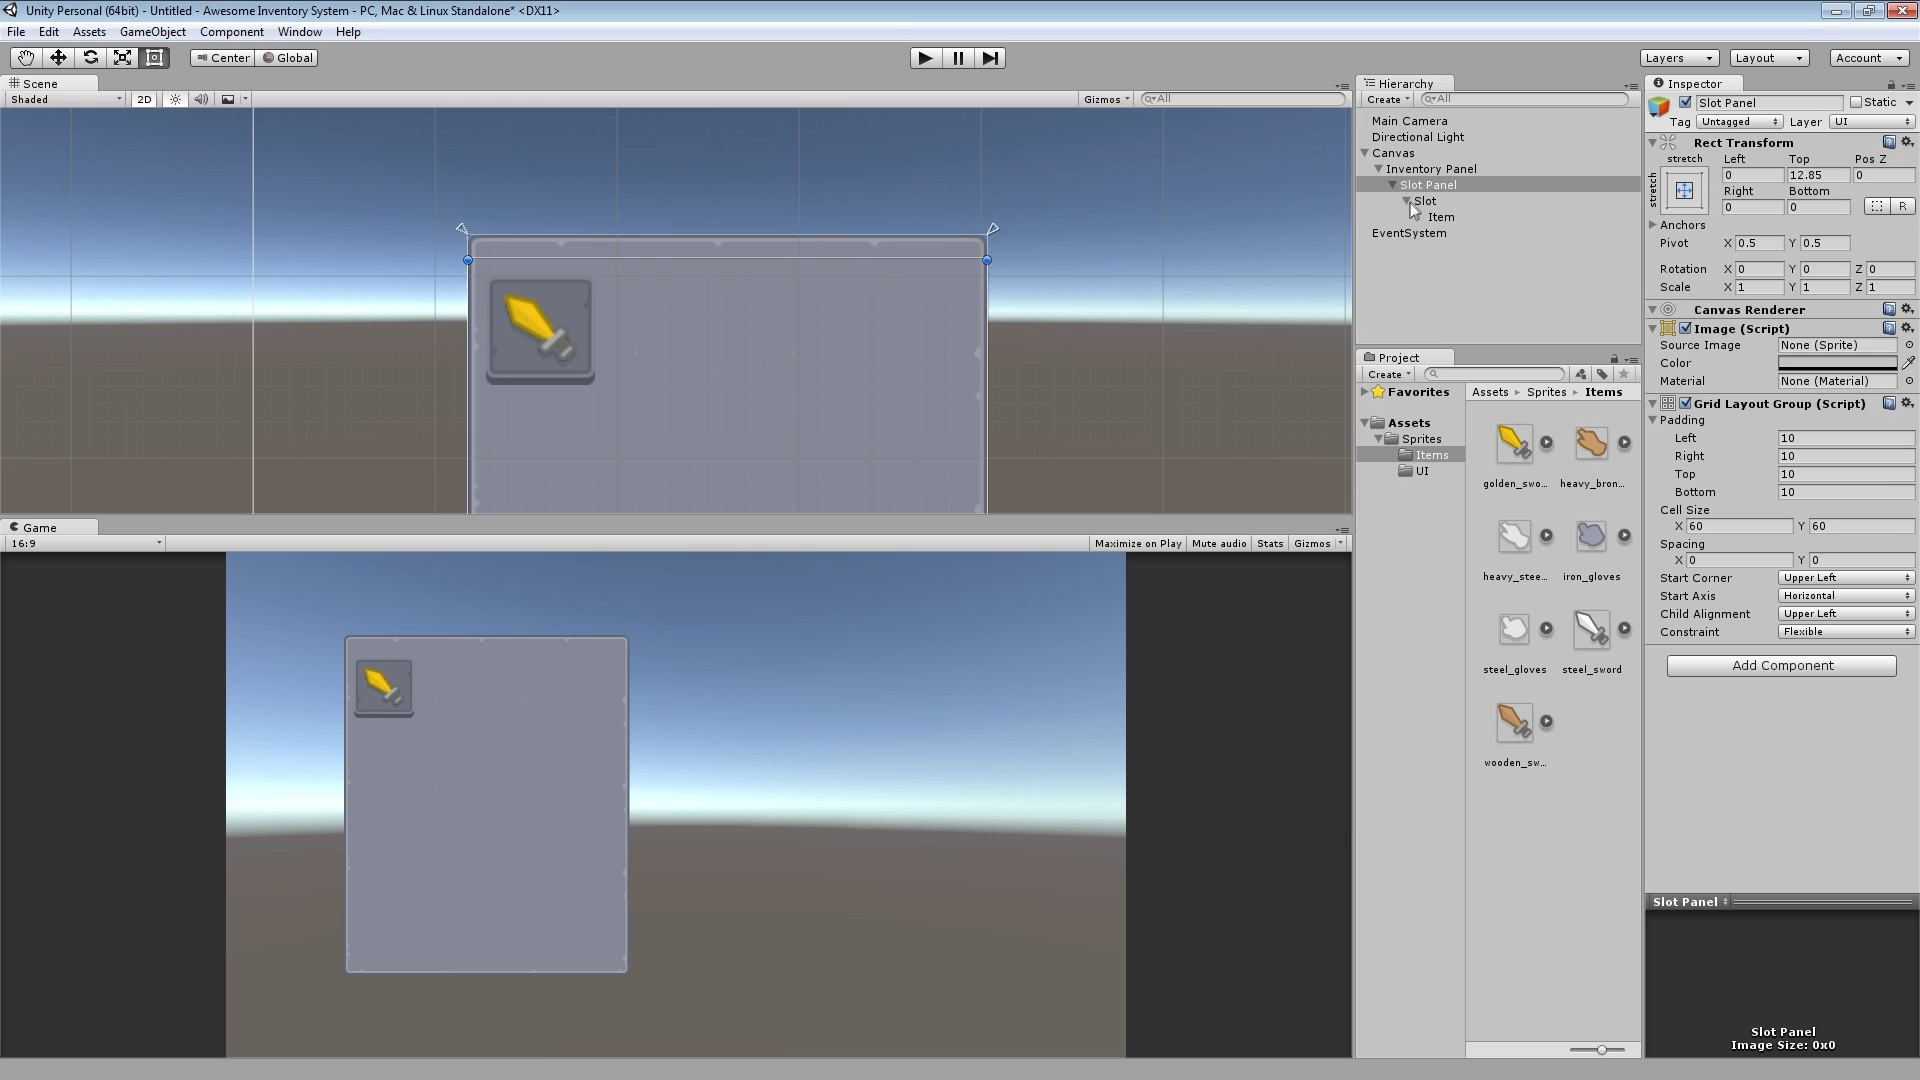 Unity Personal (64bit) - Untitled - Awesome Inventory System - PC, Mac & Linux Standalone* <DX11>
File Edit Assets GameObject Component Window Help
Center Global
Layers Layout Account
Scene
Shaded 2D Gizmos All
Hierarchy
Create All
Main Camera
Directional Light
Canvas
Inventory Panel
Slot Panel
Slot
Item
EventSystem
Game
16:9 Maximize on Play Mute audio Stats Gizmos
Project
Create
Favorites
Assets
Sprites
Items
UI
Assets Sprites Items
golden_swo... heavy_bron...
heavy_stee... iron_gloves
steel_gloves steel_sword
wooden_sw...
Inspector
Slot Panel Static
Tag Untagged Layer UI
Rect Transform
stretch Left Top Pos Z
stretch 0 12.85 0
Right Bottom
0 0 R
Anchors
Pivot X 0.5 Y 0.5
Rotation X 0 Y 0 Z 0
Scale X 1 Y 1 Z 1
Canvas Renderer
Image (Script)
Source Image None (Sprite)
Color
Material None (Material)
Grid Layout Group (Script)
Padding
Left 10
Right 10
Top 10
Bottom 10
Cell Size
X 60 Y 60
Spacing
X 0 Y 0
Start Corner Upper Left
Start Axis Horizontal
Child Alignment Upper Left
Constraint Flexible
Add Component
Slot Panel
Slot Panel
Image Size: 0x0